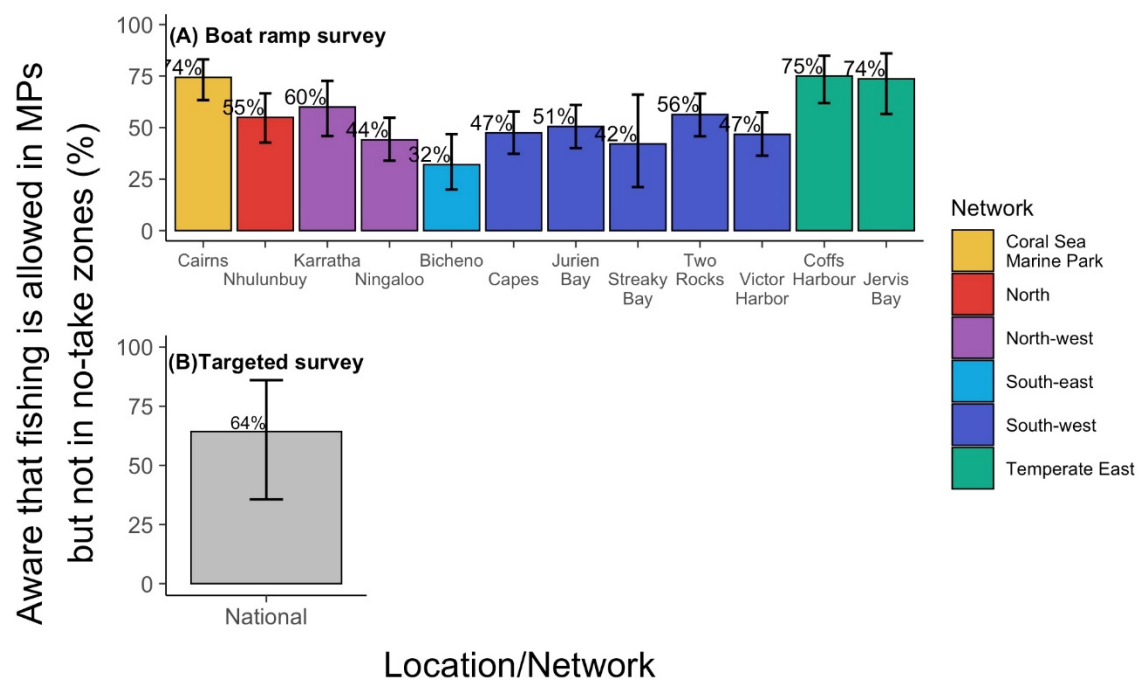 Aware that fishing is allowed in MPs
but not in no-take zones (%)
(A) Boat ramp survey
100
75
50
25
0
74%
55%
60%
44%
32%
47%
51%
42%
56%
47%
75%
74%
Cairns
Nhulunbuy
Karratha
Ningaloo
Bicheno
Capes
Jurien
Bay
Streaky
Bay
Two
Rocks
Victor
Harbor
Coffs
Harbour
Jervis
Bay
(B)Targeted survey
100
75
50
25
0
64%
National
Location/Network
Network
Coral Sea
Marine Park
North
North-west
South-east
South-west
Temperate East